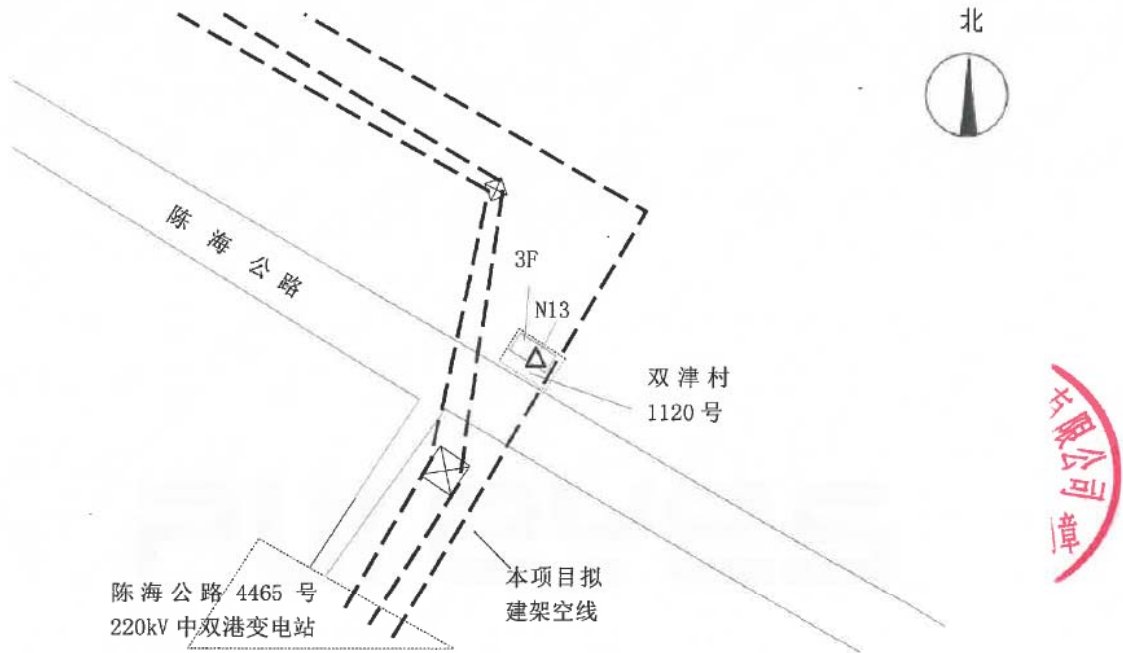 北
陈海公路
3F
N13
双津村
1120号
本项目拟
建架空线
陈海公路 4465 号
220kV 中双港变电站
有限公司
章